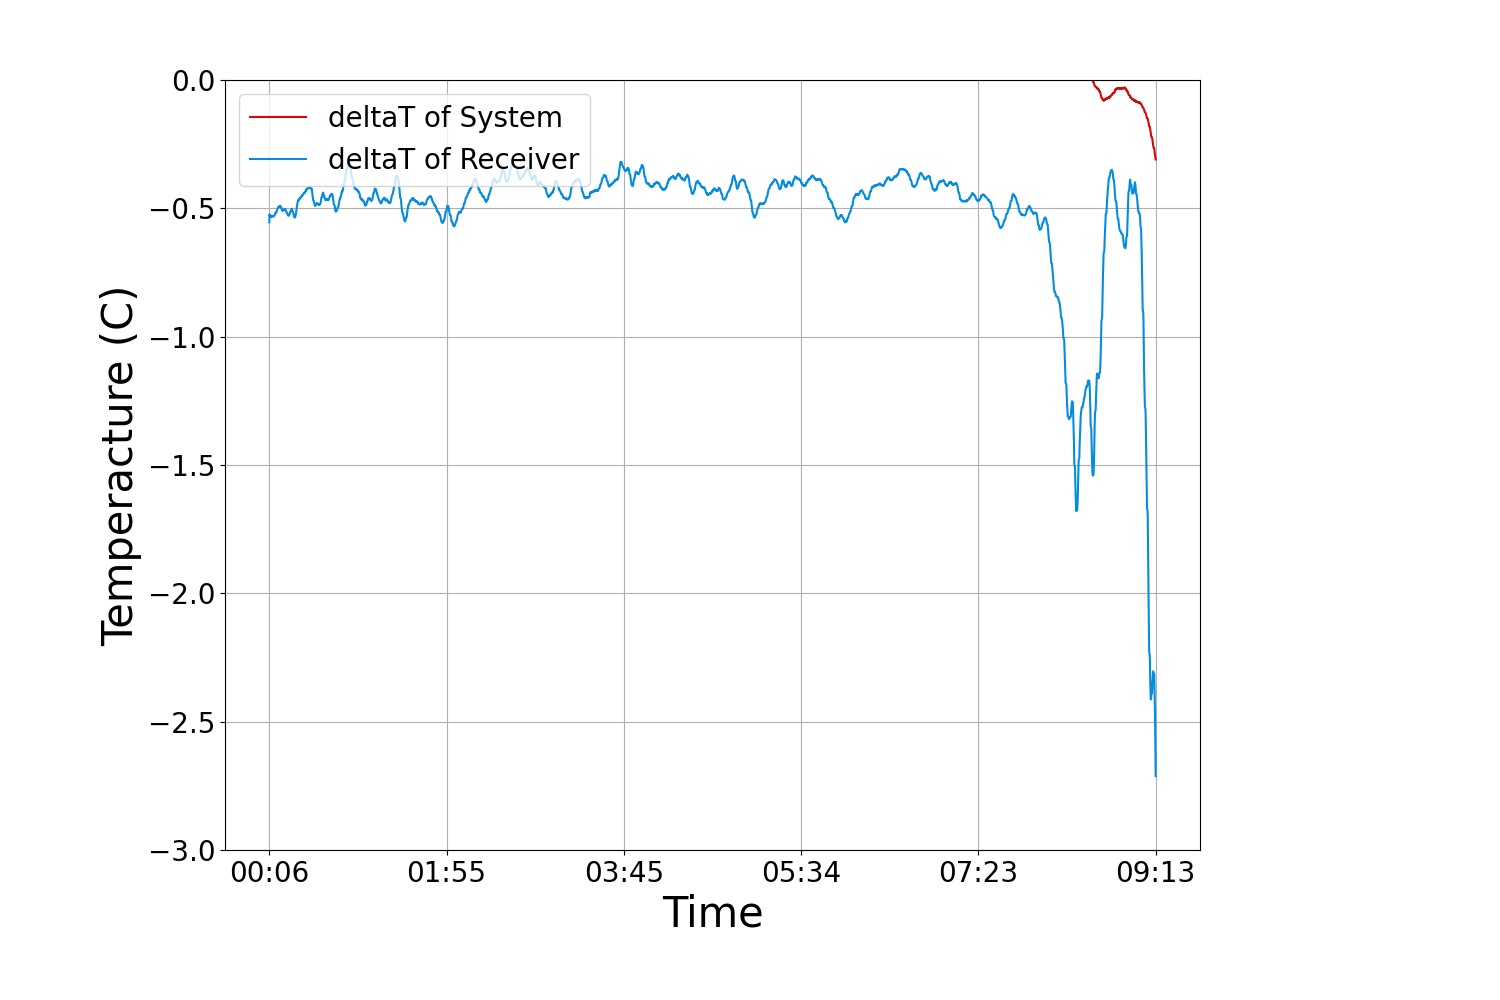 0.0
deltaT of System
deltaT of Receiver
−0.5
−1.0
−1.5
−2.0
−2.5
−3.0
Temperacture (C)
00:06 01:55 03:45 05:34 07:23 09:13
Time